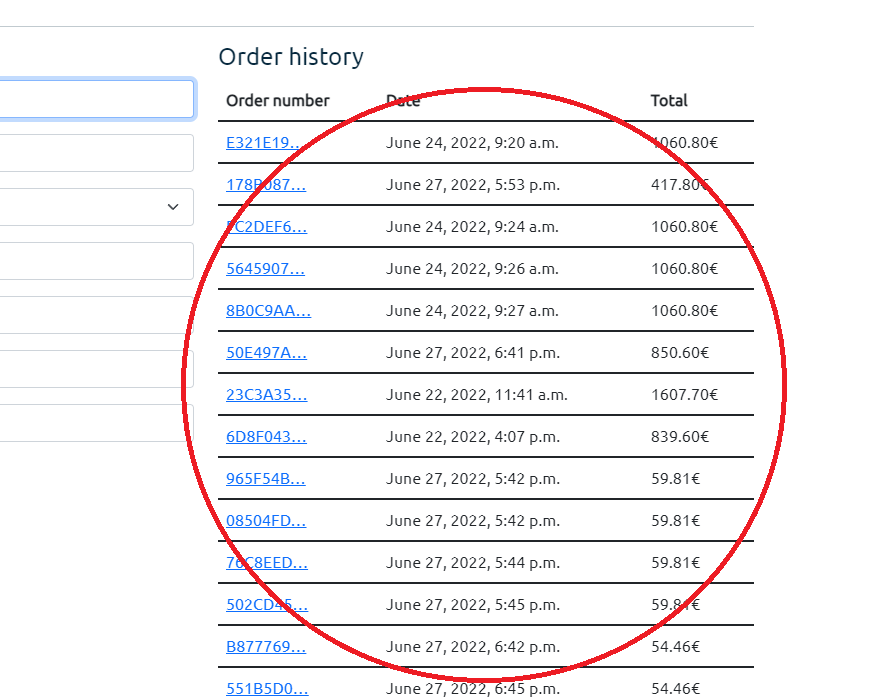 Order history
Order number Date Total
E321E19... June 24, 2022, 9:20 a.m. 1060.80€
178B087... June 27, 2022, 5:53 p.m. 417.80€
5C2DEF6... June 24, 2022, 9:24 a.m. 1060.80€
5645907... June 24, 2022, 9:26 a.m. 1060.80€
8B0C9AA... June 24, 2022, 9:27 a.m. 1060.80€
50E497A... June 27, 2022, 6:41 p.m. 850.60€
23C3A35... June 22, 2022, 11:41 a.m. 1607.70€
6D8F043... June 22, 2022, 4:07 p.m. 839.60€
965F54B... June 27, 2022, 5:42 p.m. 59.81€
08504FD... June 27, 2022, 5:42 p.m. 59.81€
76C8EED... June 27, 2022, 5:44 p.m. 59.81€
502CD45... June 27, 2022, 5:45 p.m. 59.81€
B877769... June 27, 2022, 6:42 p.m. 54.46€
551B5D0... June 27, 2022, 6:45 p.m. 54.46€